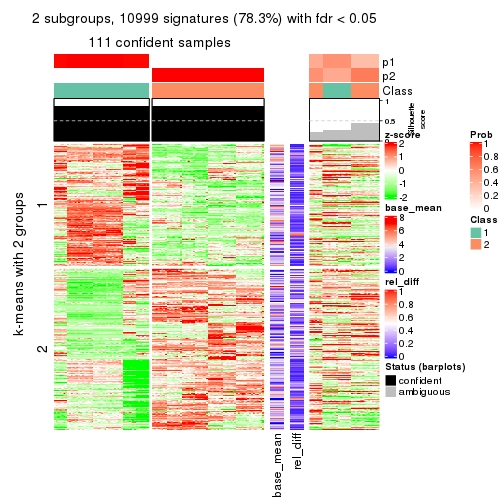 2 subgroups, 10999 signatures (78.3%) with fdr < 0.05
111 confident samples
p1
p2
Class
1
0.5
0
Silhouette
score
k-means with 2 groups
1
2
base_mean
rel_diff
z-score
2
1
0
-1
-2
base_mean
8
6
4
2
0
rel_diff
1
0.8
0.6
0.4
0.2
0
Status (barplots)
confident
ambiguous
Prob
1
0.8
0.6
0.4
0.2
0
Class
1
2